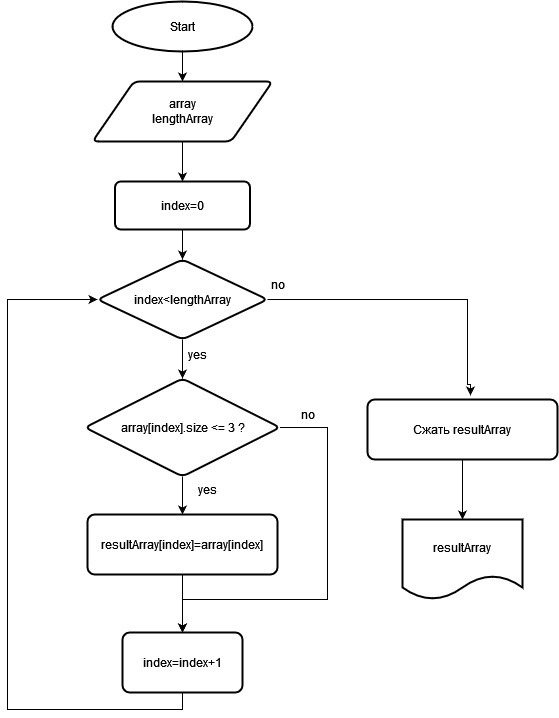 Start
array
lengthArray
index=0
index<lengthArray
no
yes
array[index].size <= 3 ?
no
yes
Сжать resultArray
resultArray[index]=array[index]
resultArray
index=index+1